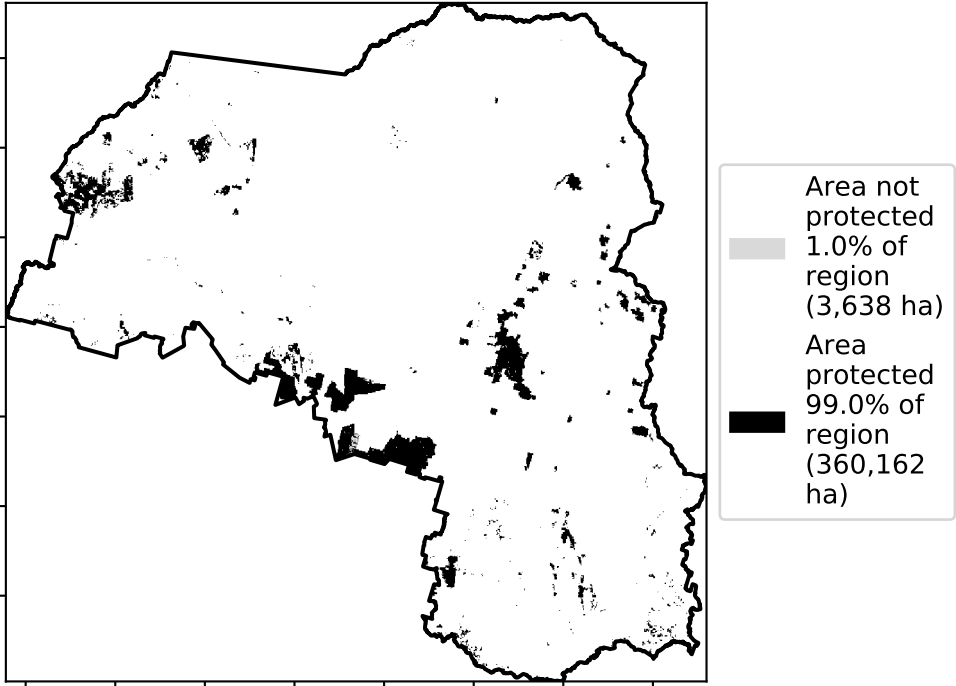 Area not
protected
1.0% of
region
(3,638 ha)
Area
protected
99.0% of
region
(360,162
ha)